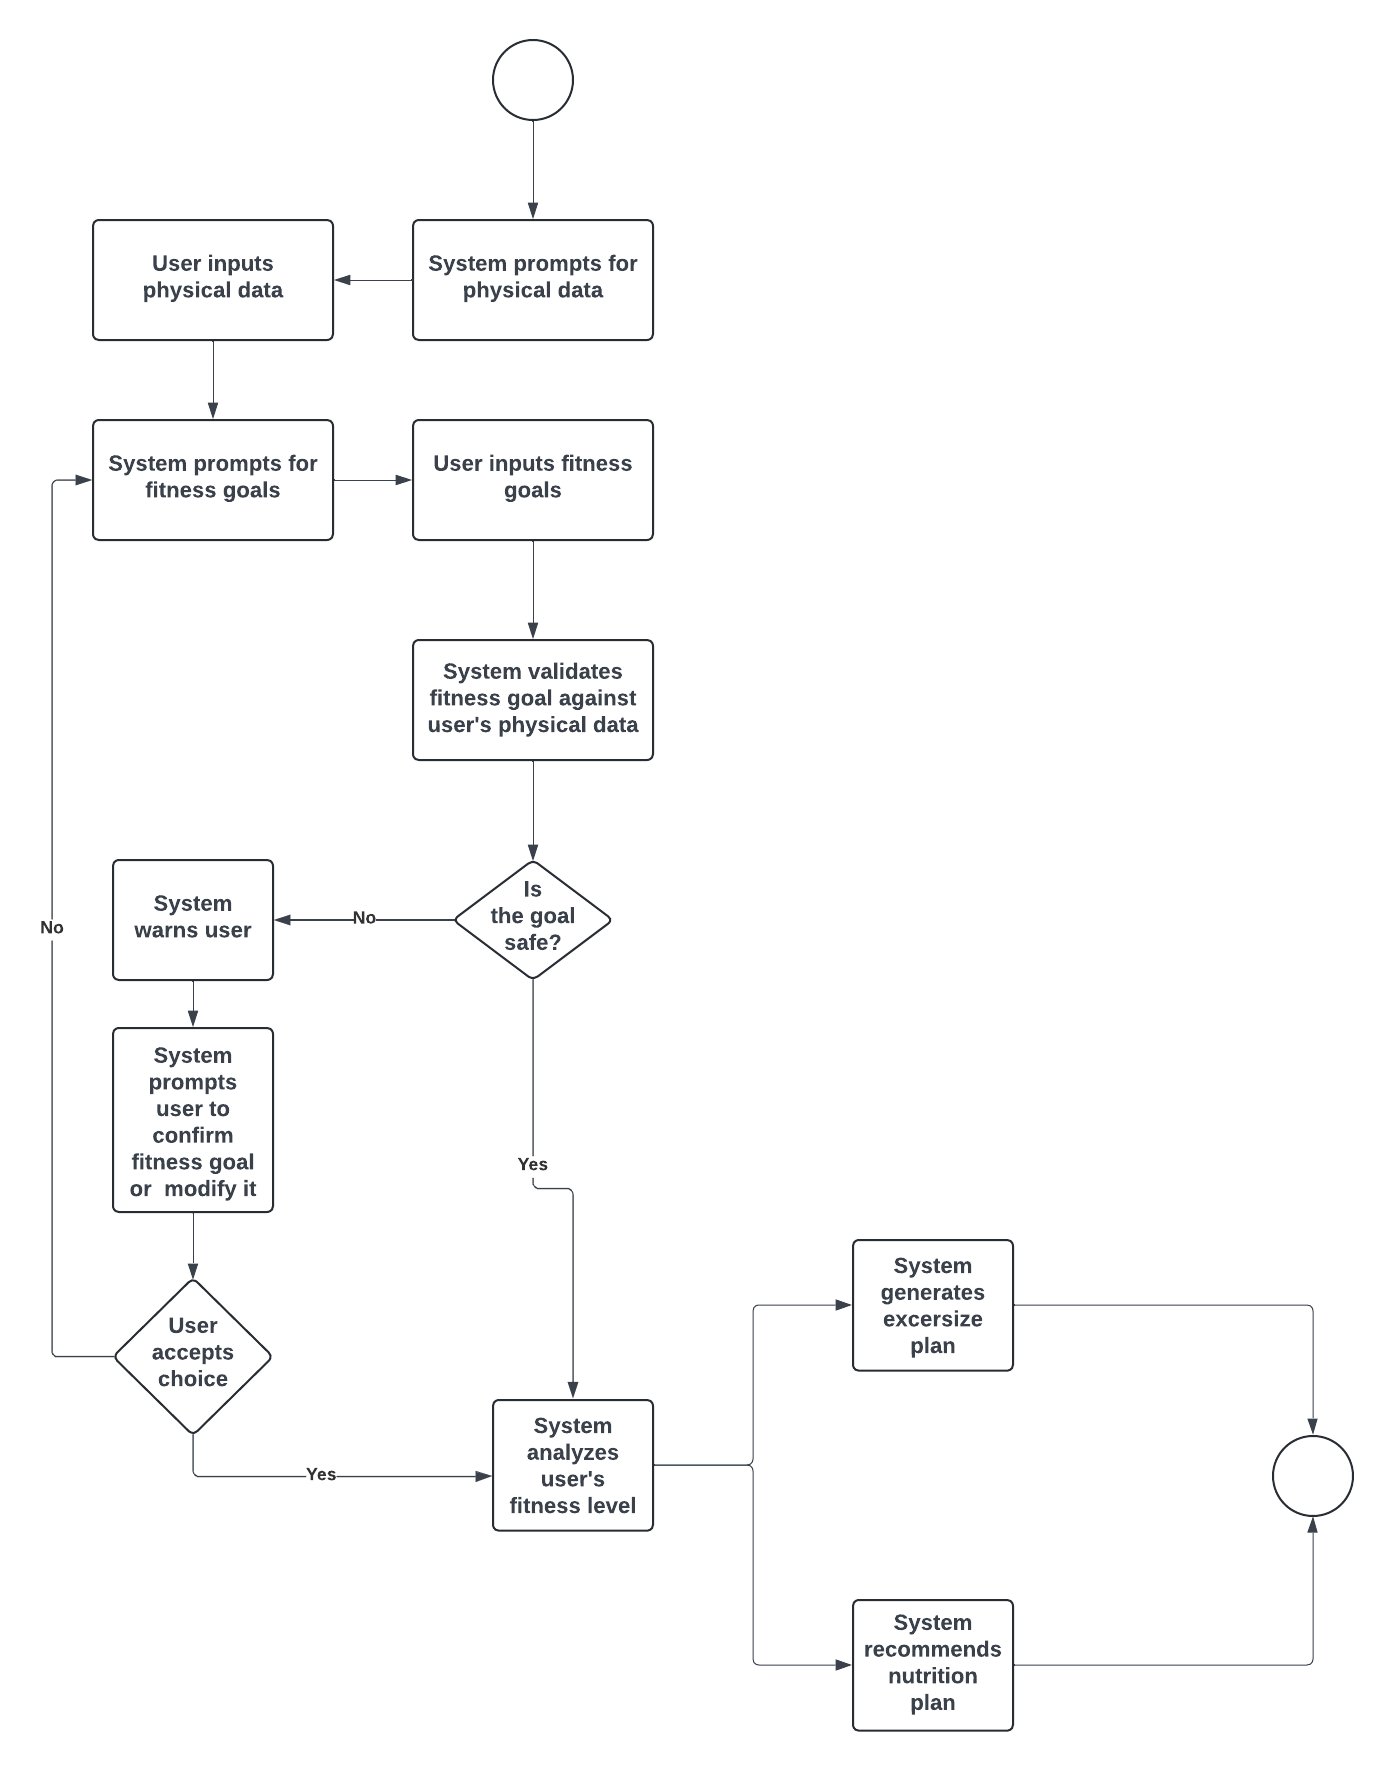 User inputs
physical data
System prompts for
physical data
System prompts for
fitness goals
User inputs fitness
goals
System validates
fitness goal against
user's physical data
Is
the goal
safe?
No
System
warns user
No
System
prompts
user to
confirm
fitness goal
or modify it
Yes
User
accepts
choice
Yes
System
analyzes
user's
fitness level
System
generates
excersize
plan
System
recommends
nutrition
plan